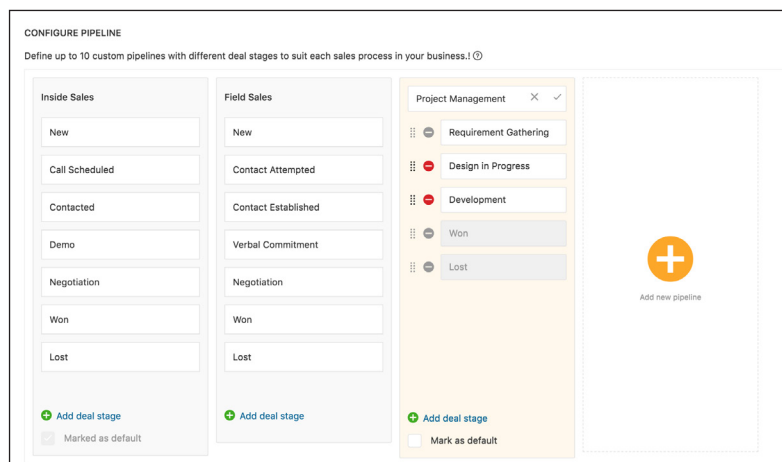 CONFIGURE PIPELINE
Define up to 10 custom pipelines with different deal stages to suit each sales process in your business.! ?
Inside Sales
New
Call Scheduled
Contacted
Demo
Negotiation
Won
Lost
Add deal stage
Marked as default
Field Sales
New
Contact Attempted
Contact Established
Verbal Commitment
Negotiation
Won
Lost
Add deal stage
Project Management
Requirement Gathering
Design in Progress
Development
Won
Lost
Add deal stage
Mark as default
Add new pipeline